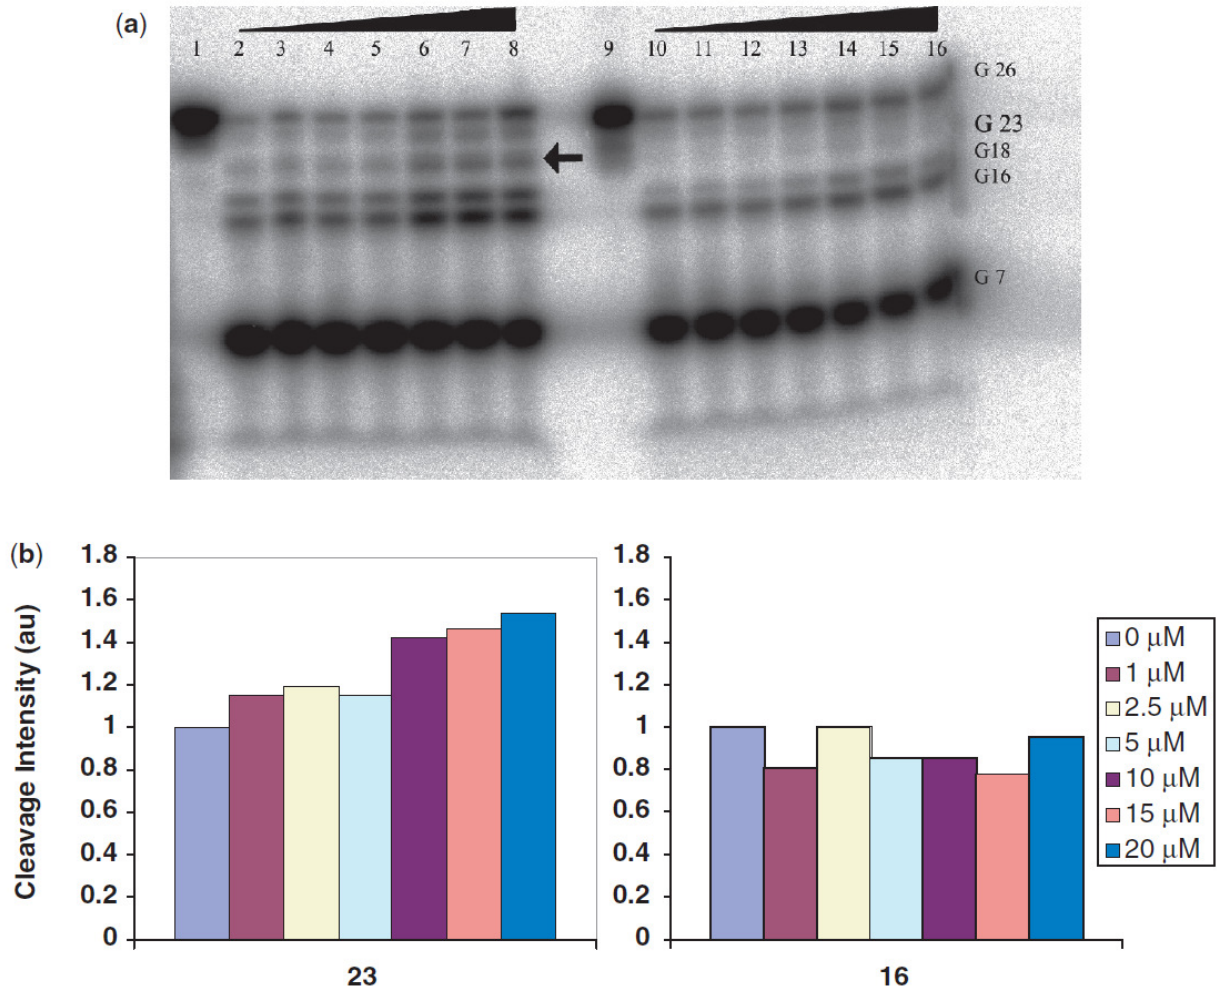 (a)
1 2 3 4 5 6 7 8 9 10 11 12 13 14 15 16
G 26
G 23
G18
G16
G 7
(b)
Cleavage Intensity (au)
1.8
1.6
1.4
1.2
1
0.8
0.6
0.4
0.2
0
23
1.8
1.6
1.4
1.2
1
0.8
0.6
0.4
0.2
0
16
0 μM
1 μM
2.5 μM
5 μM
10 μM
15 μM
20 μM